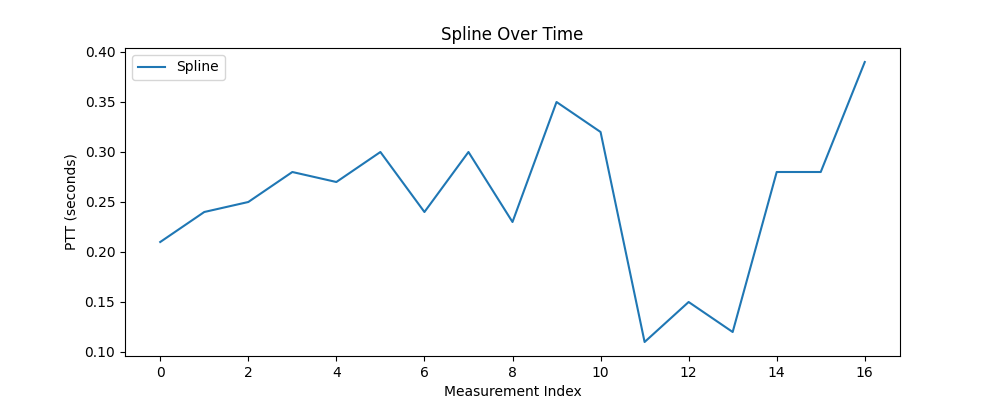 Spline Over Time
Spline
PTT (seconds)
0.40
0.35
0.30
0.25
0.20
0.15
0.10
0 2 4 6 8 10 12 14 16
Measurement Index